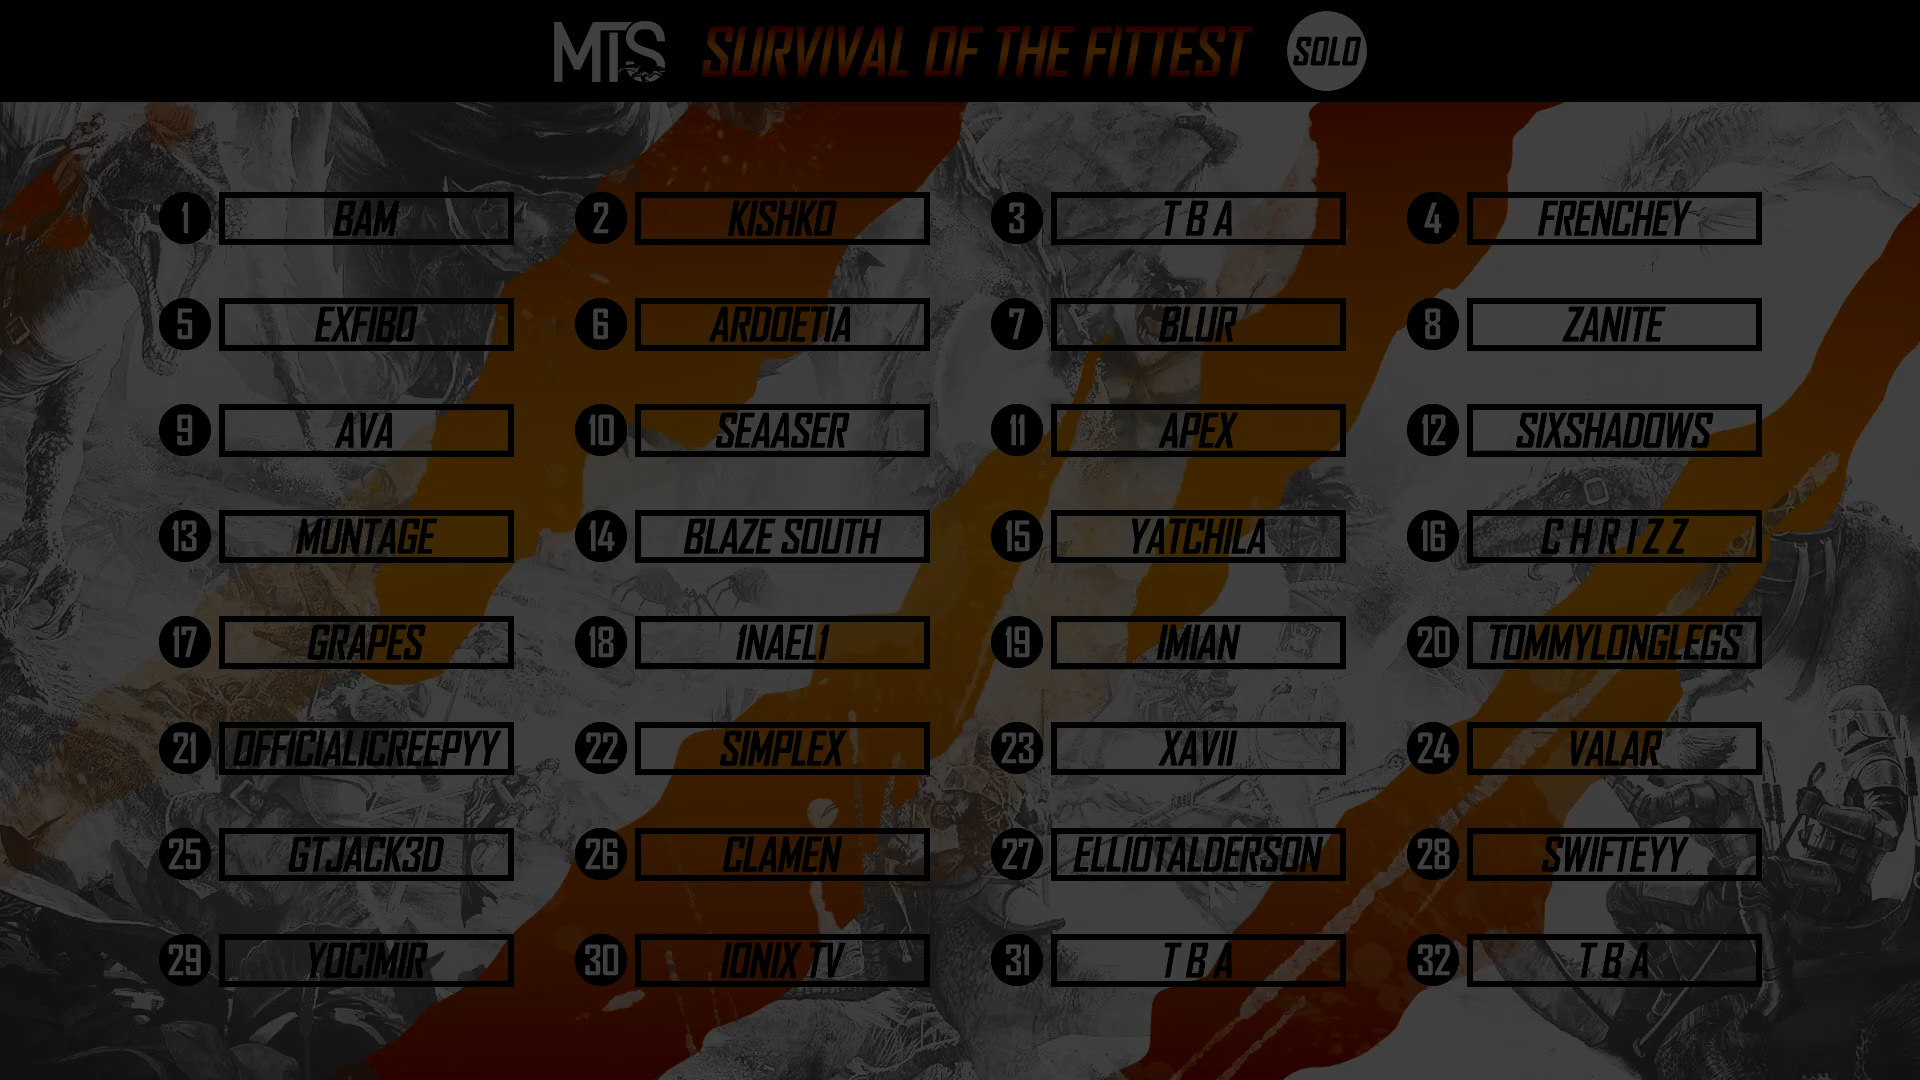 MTS SURVIVAL OF THE FITTEST SOLO
1 BAM 2 KISHKO 3 T B A 4 FRENCHEY
5 EXFIBO 6 ARDOETIA 7 BLUR 8 ZANITE
9 AVA 10 SEAASER 11 APEX 12 SIXSHADOWS
13 MUNTAGE 14 BLAZE SOUTH 15 YATCHILA 16 C H R I Z Z
17 GRAPES 18 1NAEL1 19 IMIAN 20 TOMMYLONGLEGS
21 OFFICIALICREEPYY 22 SIMPLEX 23 XAVII 24 VALAR
25 GTJACK3D 26 CLAMEN 27 ELLIOTALDERSON 28 SWIFTEYY
29 YOCIMIR 30 IONIX TV 31 T B A 32 T B A